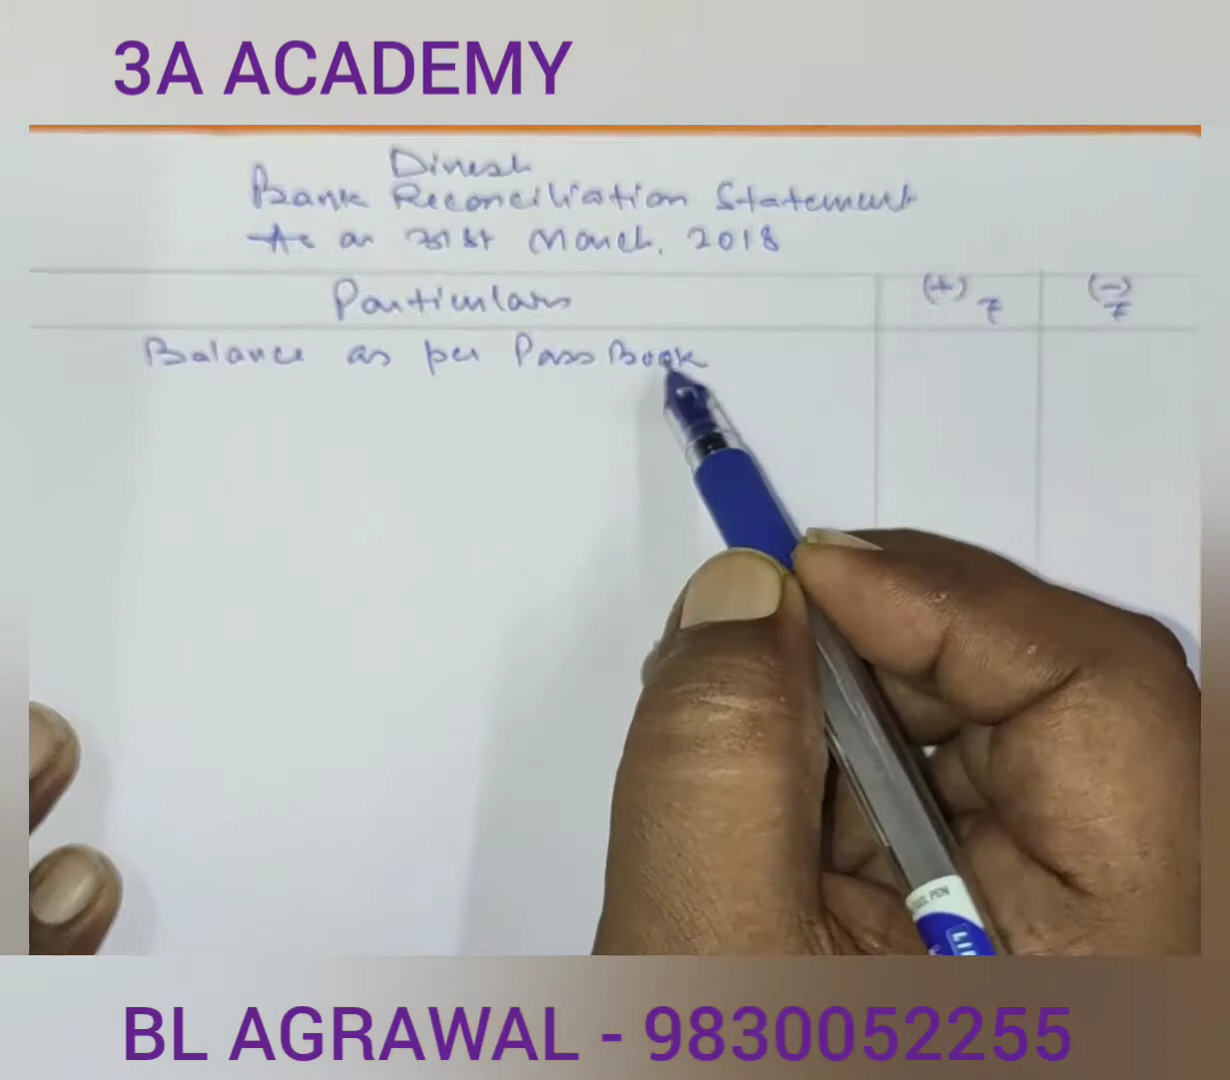 3A ACADEMY
Dinesh
Bank Reconciliation Statement
As on 31st March, 2018
Particulars (+) ₹ (-) ₹
Balance as per Pass Book
PEN
BL AGRAWAL - 9830052255